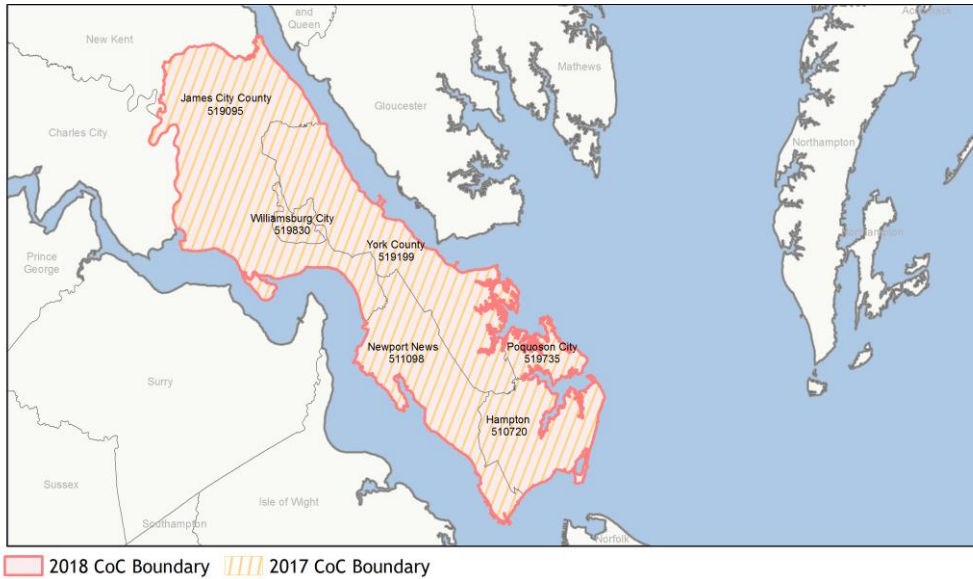 New Kent
and
Queen
Accomack
Mathews
James City County
519095
Gloucester
Charles City
Northampton
Williamsburg City
519830
York County
519199
Northampton
Prince
George
Newport News
511098
Poquoson City
519735
Surry
Hampton
510720
Sussex
Isle of Wight
Southampton
Norfolk
2018 CoC Boundary
2017 CoC Boundary